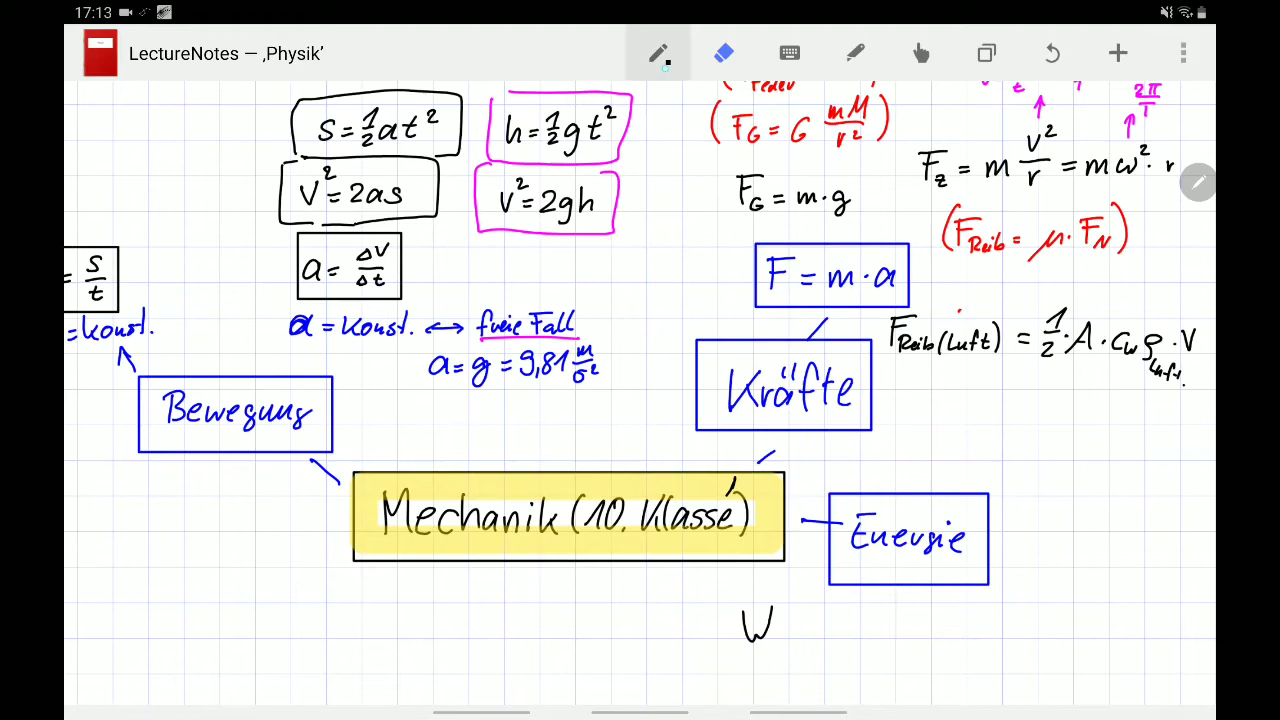 17:13
LectureNotes — ‚Physik’
s = 1/2 a t²
h = 1/2 g t²
v² = 2as
v² = 2gh
a = Δv/Δt
= s/t
= konst.
a = konst. ↔ freie Fall
a = g = 9,81 m/s²
Bewegung
(F_G = G mM/r²)
F_G = m·g
2π/T
F_z = m v²/r = m ω²· r
(F_Reib = μ· F_N)
F = m·a
F_Reib(Luft) = 1/2·A·c_w ρ_Luft.·v
Kräfte
Mechanik (10. Klasse)
Energie
W